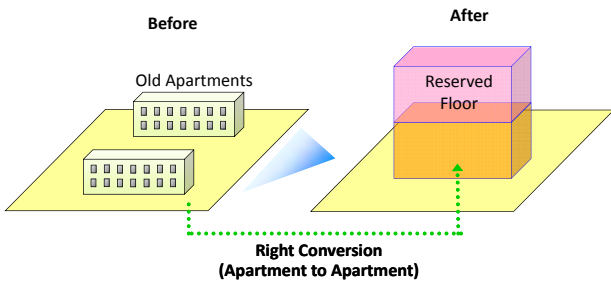 Before
After
Old Apartments
Reserved
Floor
Right Conversion
(Apartment to Apartment)